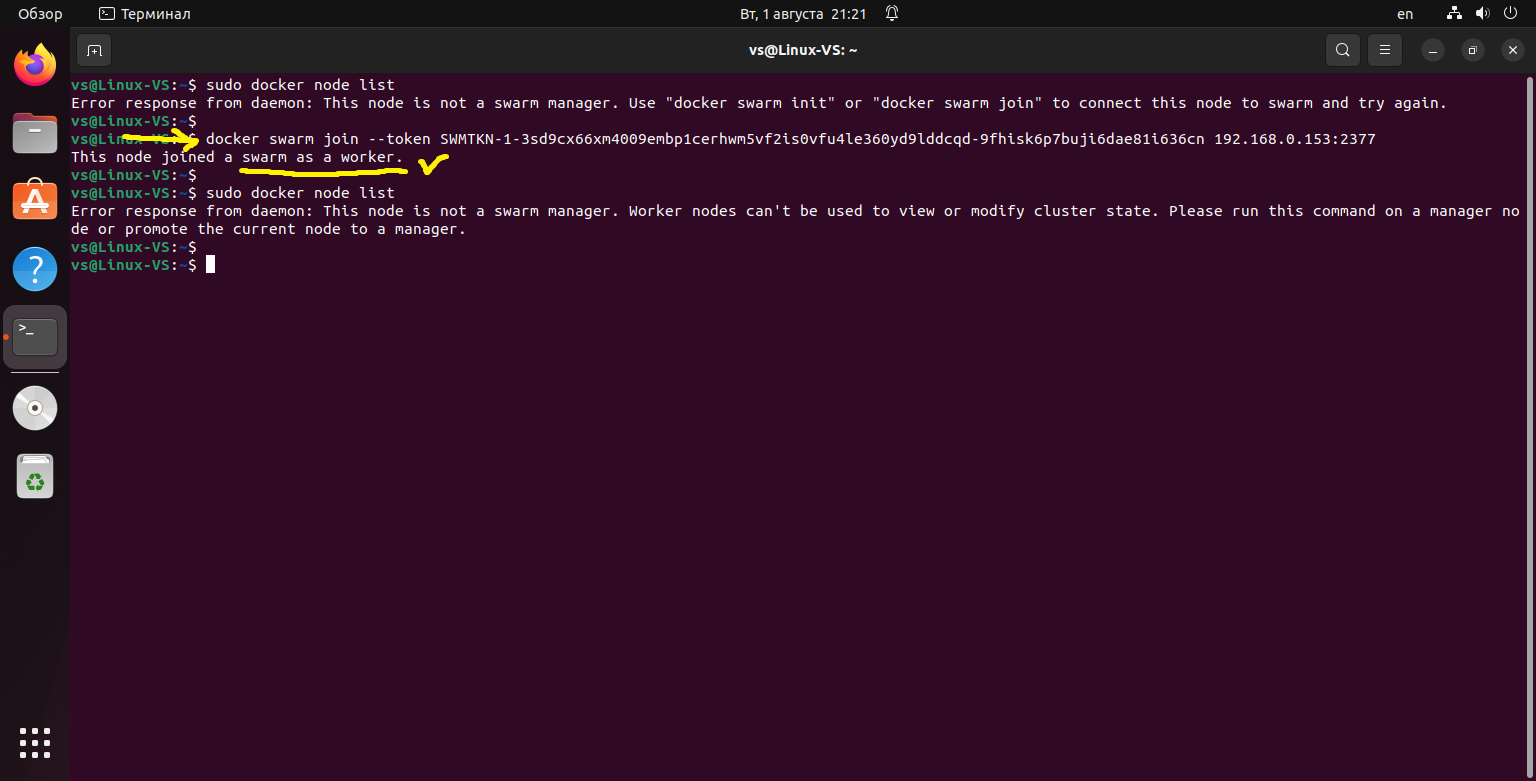 Обзор Терминал Вт, 1 августа 21:21 en
vs@Linux-VS: ~
vs@Linux-VS:~$ sudo docker node list
Error response from daemon: This node is not a swarm manager. Use "docker swarm init" or "docker swarm join" to connect this node to swarm and try again.
vs@Linux-VS:~$
vs@Linux-VS:~$ docker swarm join --token SWMTKN-1-3sd9cx66xm4009embp1cerhwm5vf2is0vfu4le360yd9lddcqd-9fhisk6p7buji6dae81i636cn 192.168.0.153:2377
This node joined a swarm as a worker.
vs@Linux-VS:~$
vs@Linux-VS:~$ sudo docker node list
Error response from daemon: This node is not a swarm manager. Worker nodes can't be used to view or modify cluster state. Please run this command on a manager no
de or promote the current node to a manager.
vs@Linux-VS:~$
vs@Linux-VS:~$